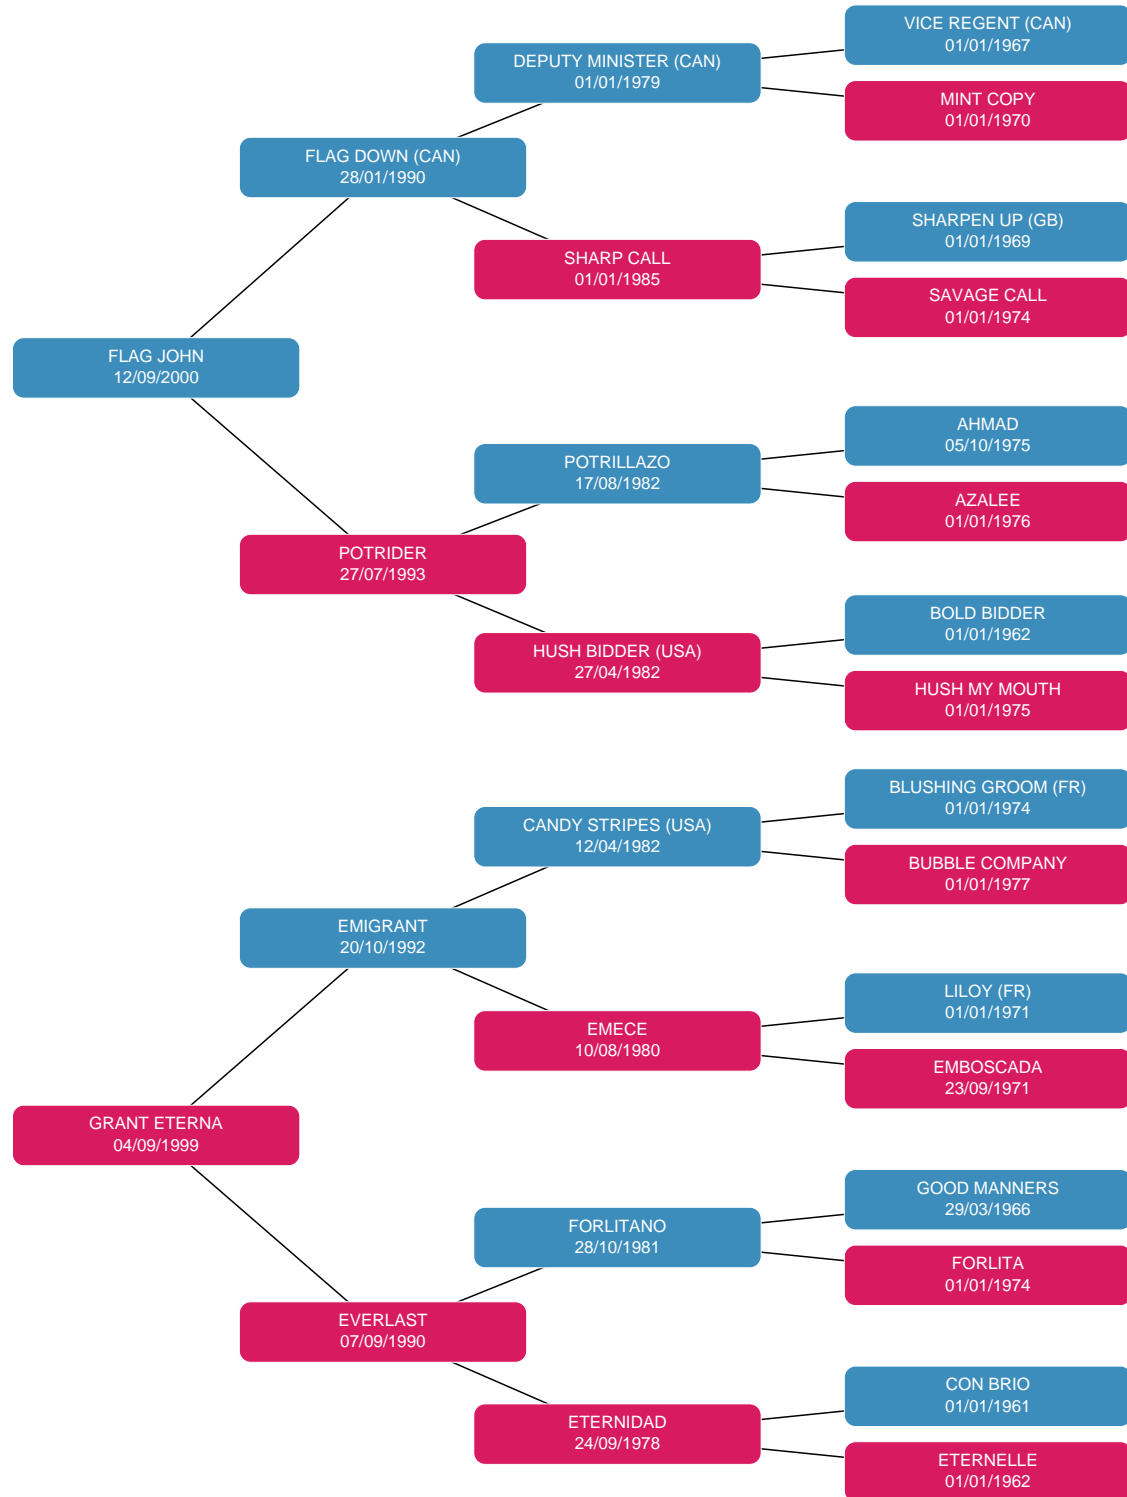 VICE REGENT (CAN)
01/01/1967
DEPUTY MINISTER (CAN)
01/01/1979
MINT COPY
01/01/1970
FLAG DOWN (CAN)
28/01/1990
SHARPEN UP (GB)
01/01/1969
SHARP CALL
01/01/1985
SAVAGE CALL
01/01/1974
FLAG JOHN
12/09/2000
AHMAD
05/10/1975
POTRILLAZO
17/08/1982
AZALEE
01/01/1976
POTRIDER
27/07/1993
BOLD BIDDER
01/01/1962
HUSH BIDDER (USA)
27/04/1982
HUSH MY MOUTH
01/01/1975
BLUSHING GROOM (FR)
01/01/1974
CANDY STRIPES (USA)
12/04/1982
BUBBLE COMPANY
01/01/1977
EMIGRANT
20/10/1992
LILOY (FR)
01/01/1971
EMECE
10/08/1980
EMBOSCADA
23/09/1971
GRANT ETERNA
04/09/1999
GOOD MANNERS
29/03/1966
FORLITANO
28/10/1981
FORLITA
01/01/1974
EVERLAST
07/09/1990
CON BRIO
01/01/1961
ETERNIDAD
24/09/1978
ETERNELLE
01/01/1962